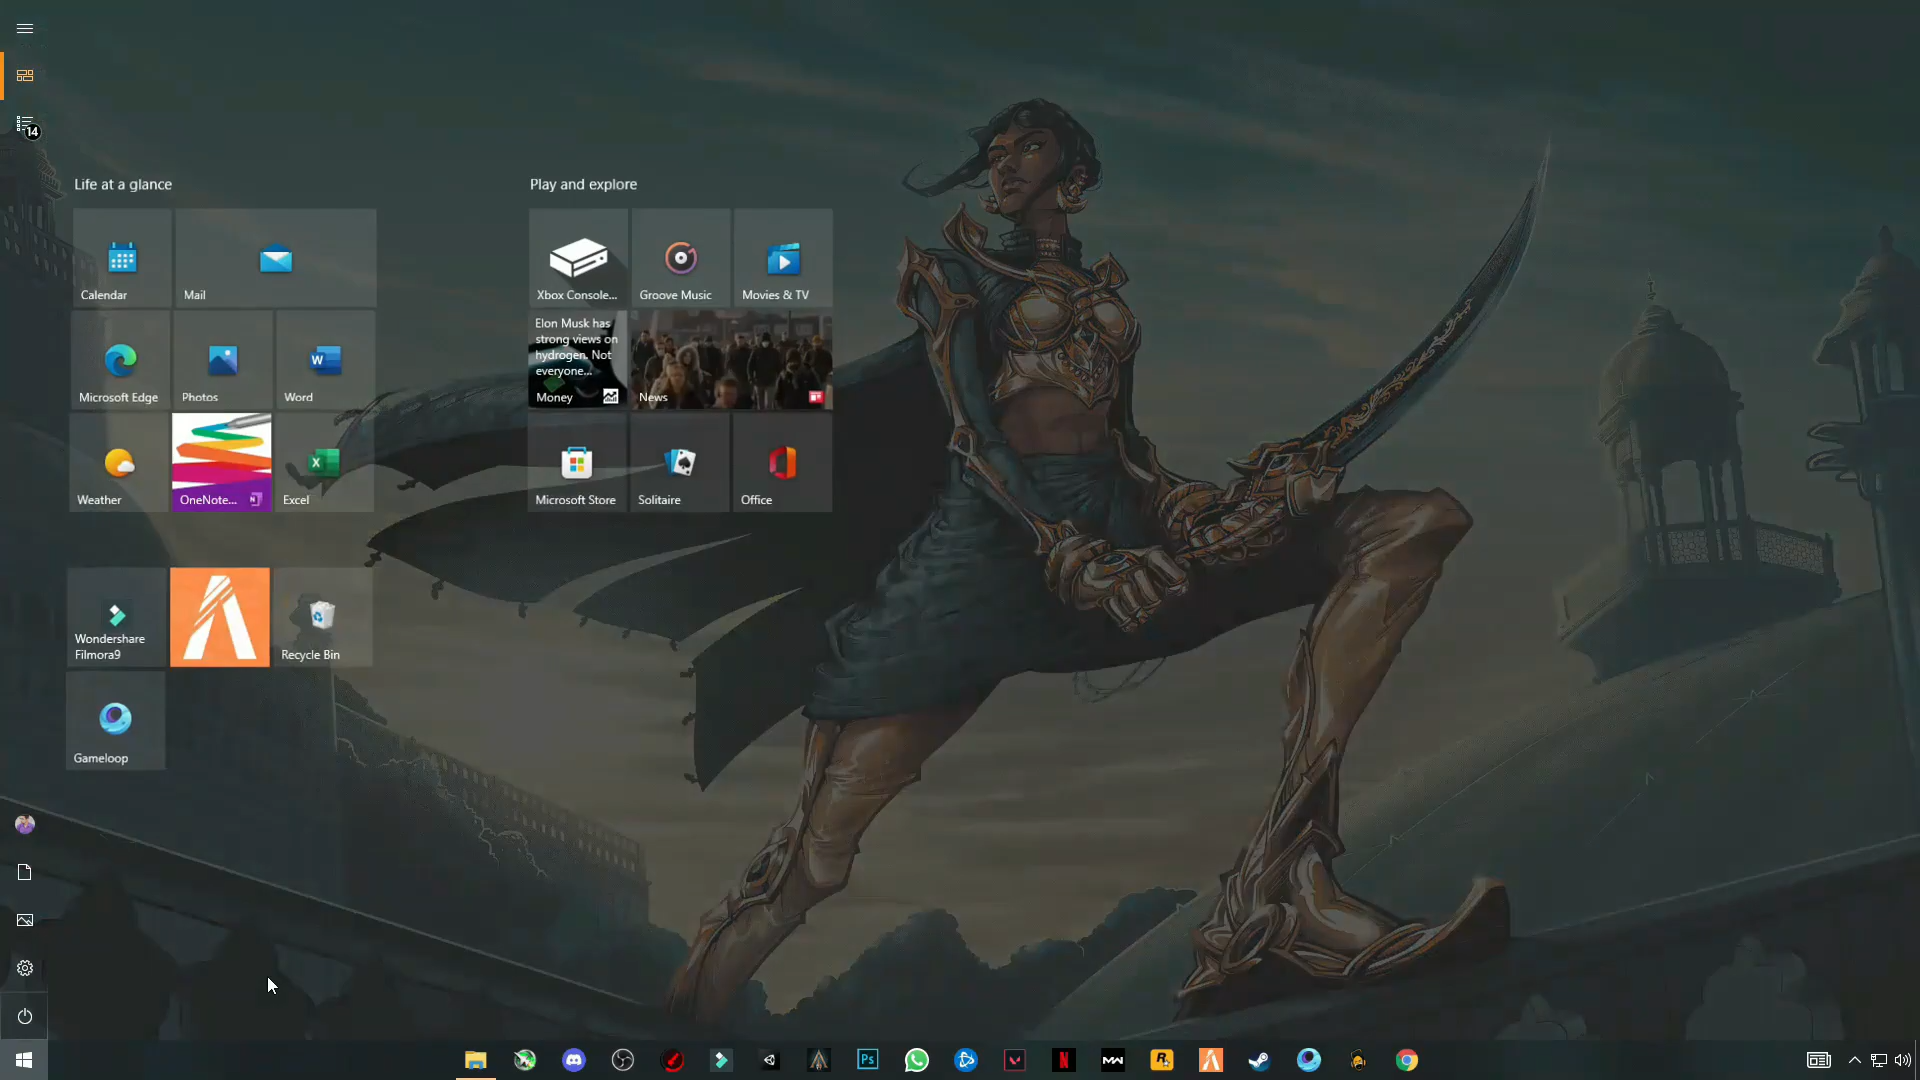 14
Life at a glance
Play and explore
Calendar
Mail
Xbox Console...
Groove Music
Movies & TV
Elon Musk has
strong views on
hydrogen. Not
everyone...
Microsoft Edge
Photos
W
Word
Money
News
X
Weather
OneNote...
N
Excel
Microsoft Store
Solitaire
Office
Wondershare
Filmora9
Recycle Bin
Gameloop
Ps
N
MW
R